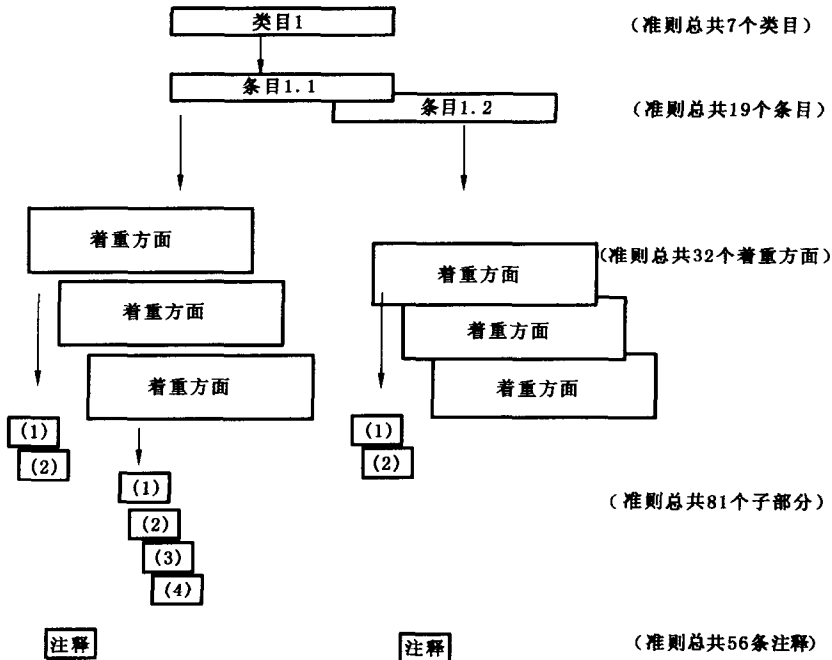 类目1
(准则总共7个类目)
条目1.1
条目1.2
(准则总共19个条目)
着重方面
着重方面
(准则总共32个着重方面)
着重方面
着重方面
着重方面
着重方面
(1)
(2)
(1)
(2)
(1)
(2)
(3)
(4)
(准则总共81个子部分)
注释
注释
(准则总共56条注释)